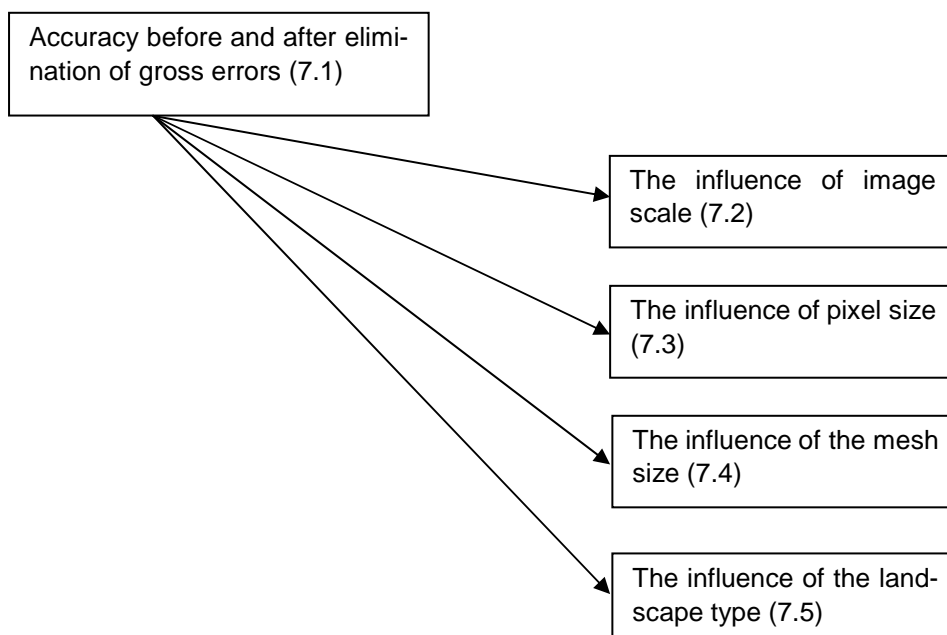 Accuracy before and after elimi-
nation of gross errors (7.1)
The influence of image
scale (7.2)
The influence of pixel size
(7.3)
The influence of the mesh
size (7.4)
The influence of the land-
scape type (7.5)